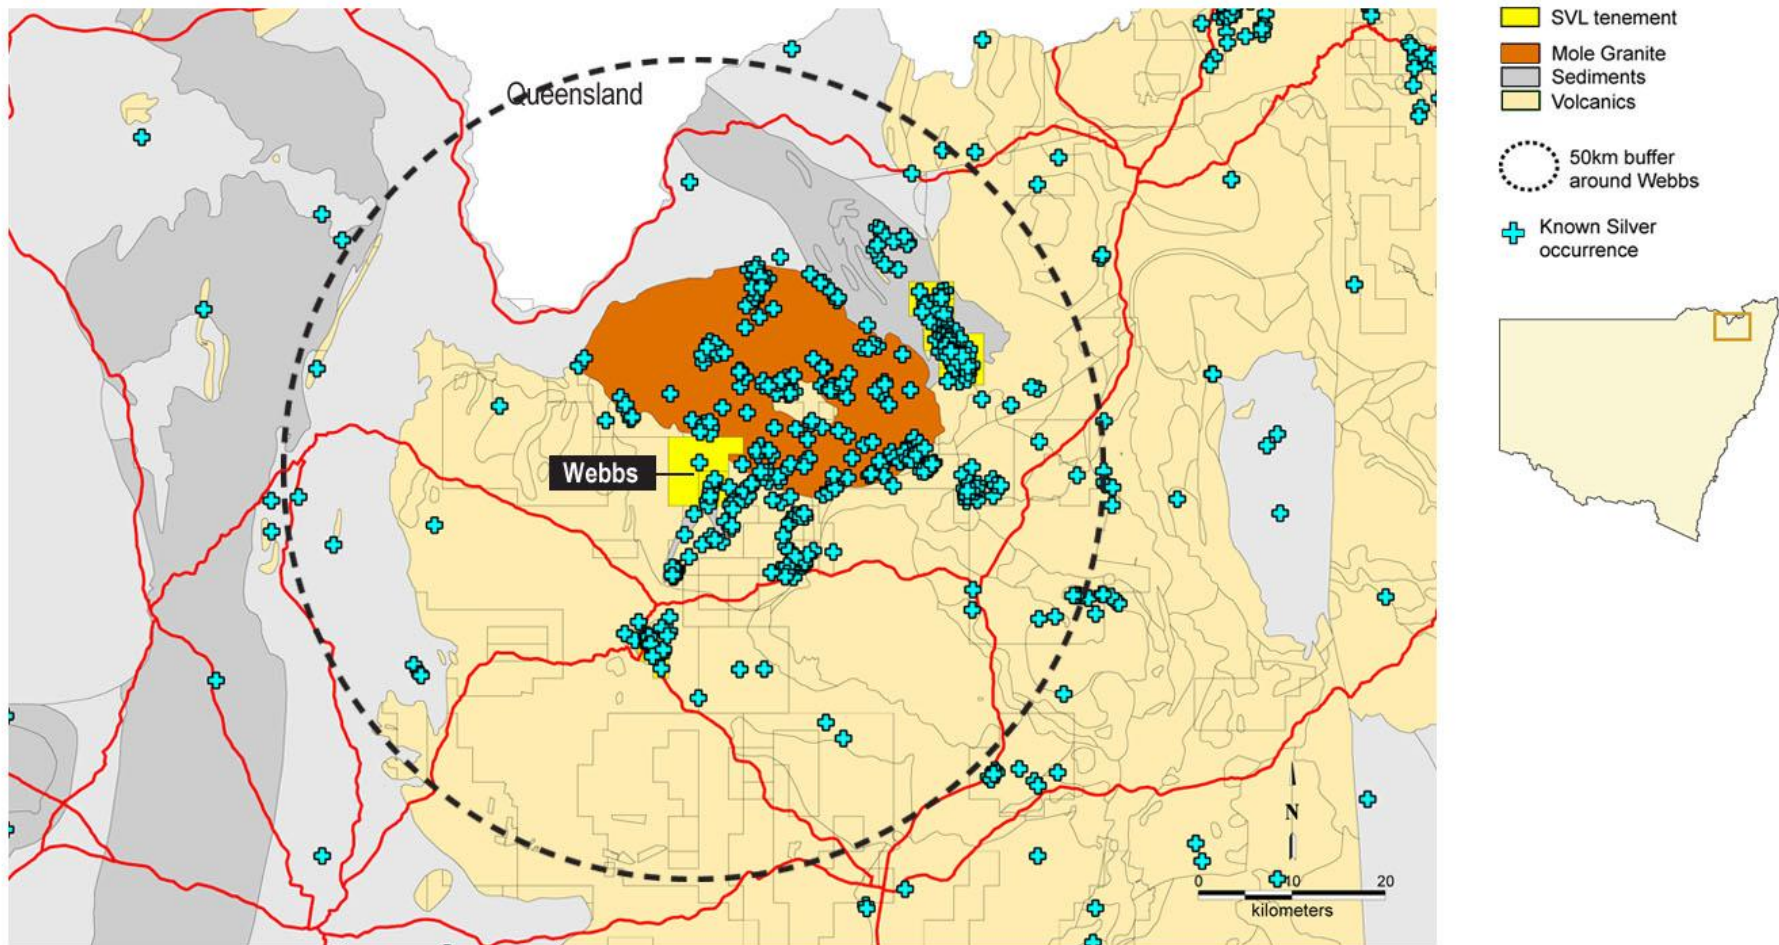 Queensland
Webbs
SVL tenement
Mole Granite
Sediments
Volcanics
50km buffer
around Webbs
Known Silver
occurrence
N
0 10 20
kilometers